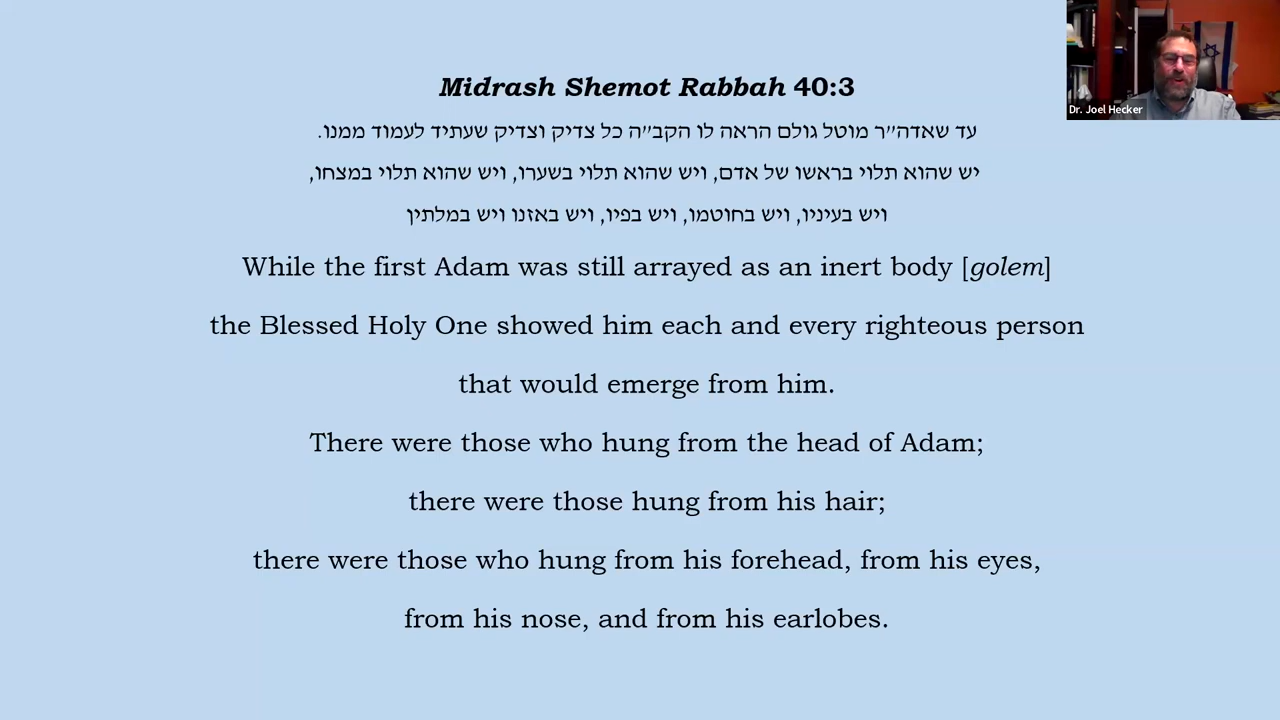 Midrash Shemot Rabbah 40:3
עד שאדה״ר מוטל גולם הראה לו הקב״ה כל צדיק וצדיק שעתיד לעמוד ממנו.
יש שהוא תלוי בראשו של אדם, ויש שהוא תלוי בשערו, ויש שהוא תלוי במצחו,
ויש בעיניו, ויש בחוטמו, ויש בפיו, ויש באזנו ויש במלתין
While the first Adam was still arrayed as an inert body [golem]
the Blessed Holy One showed him each and every righteous person
that would emerge from him.
There were those who hung from the head of Adam;
there were those hung from his hair;
there were those who hung from his forehead, from his eyes,
from his nose, and from his earlobes.
Dr. Joel Hecker